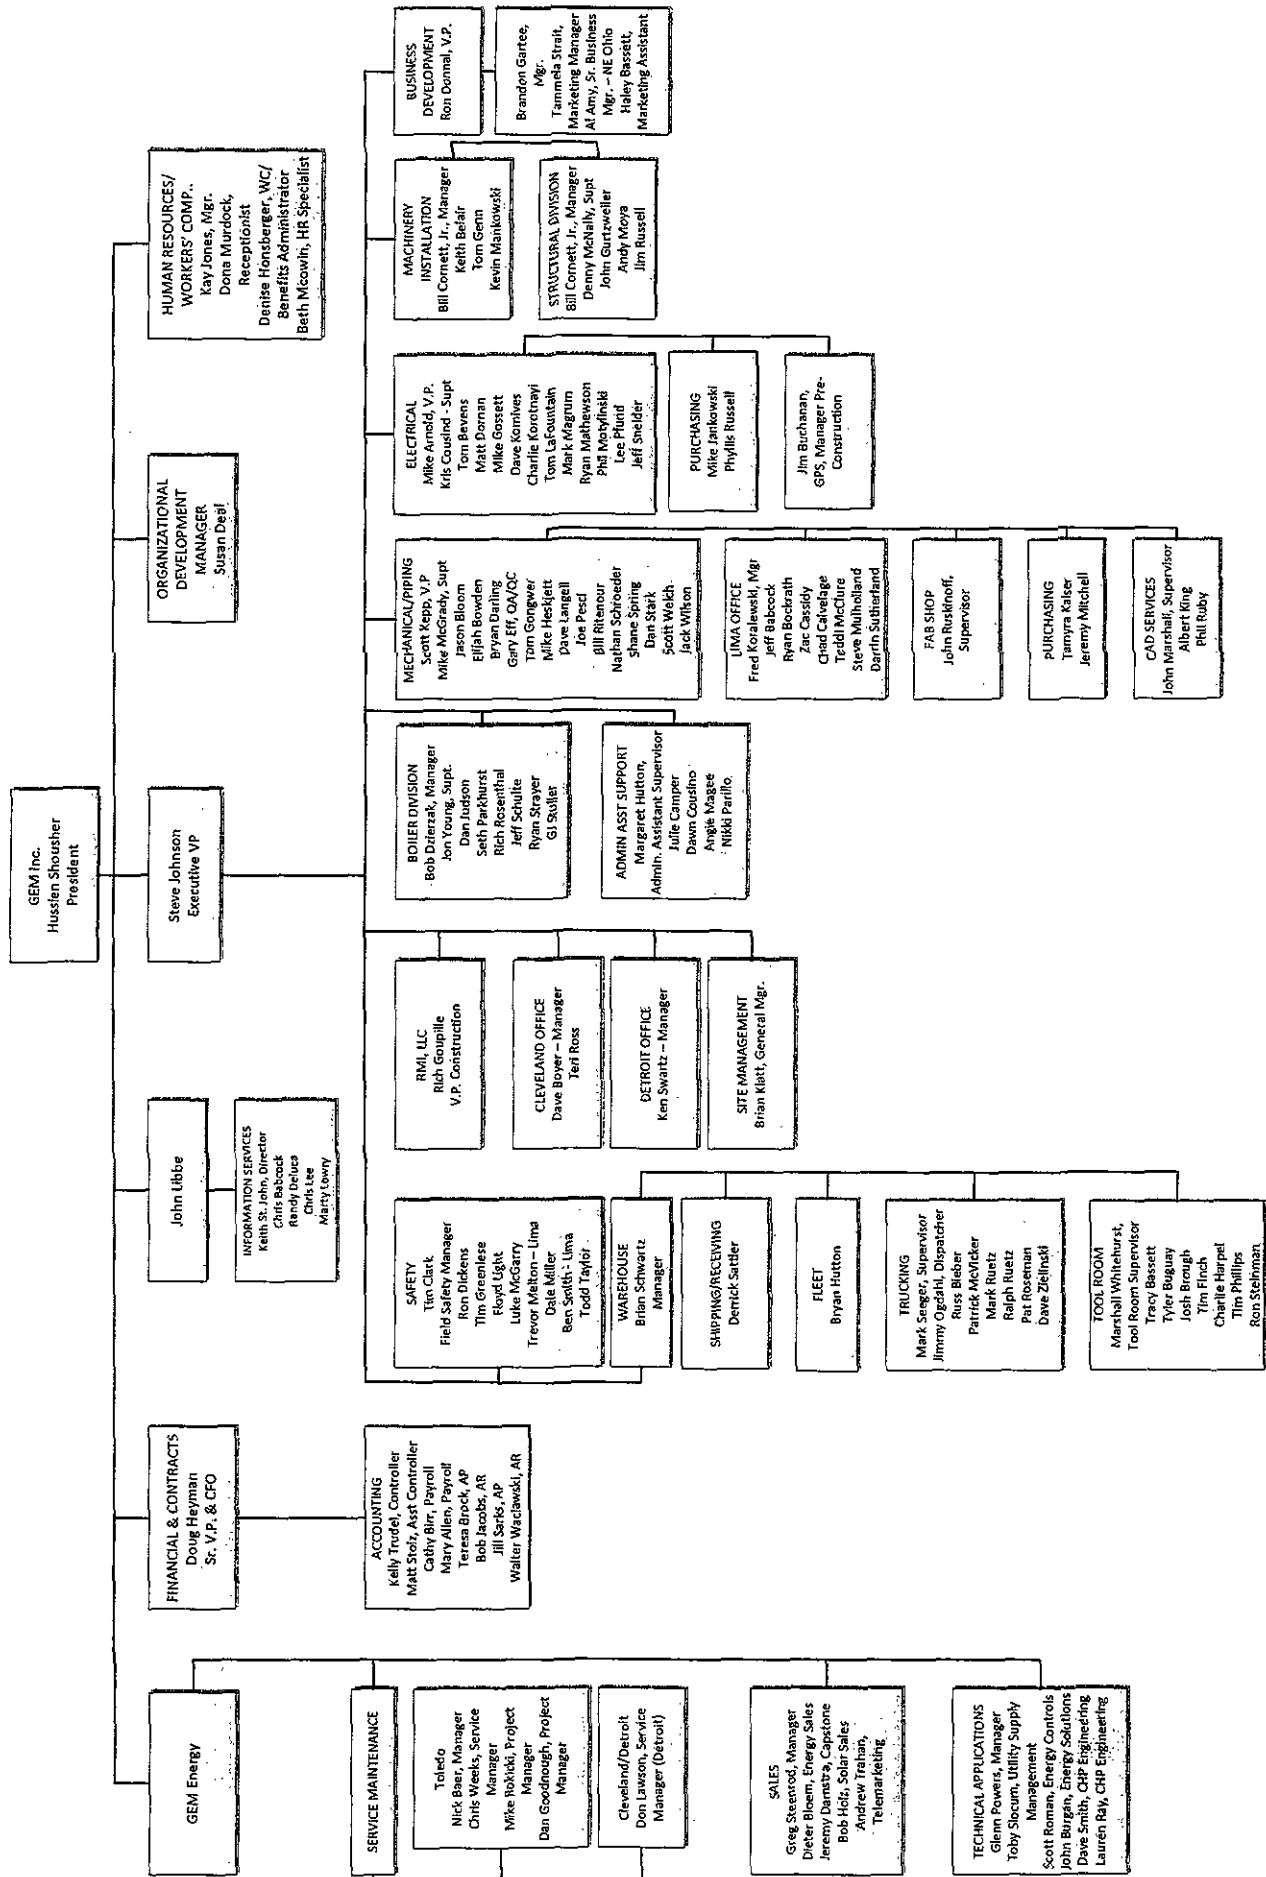 GEM Inc.
Hussien Shousher
President
GEM Energy
FINANCIAL & CONTRACTS
Doug Heyman
Sr. V.P. & CFO
John Libbe
Steve Johnson
Executive VP
ORGANIZATIONAL
DEVELOPMENT
MANAGER
Susan Deal
HUMAN RESOURCES/
WORKERS' COMP..
Kay Jones, Mgr.
Dona Murdock,
Receptionist
Denise Honsberger, WC/
Benefits Administrator
Beth Mcowin, HR Specialist
SERVICE MAINTENANCE
Toledo
Nick Baer, Manager
Chris Weeks, Service
Manager
Mike Rokicki, Project
Manager
Dan Goodnough, Project
Manager
Cleveland/Detroit
Don Lawson, Service
Manager (Detroit)
SALES
Greg Steenrod, Manager
Dieter Bloem, Energy Sales
Jeremy Damstra, Capstone
Bob Holz, Solar Sales
Andrew Trahan,
Telemarketing
TECHNICAL APPLICATIONS
Glenn Powers, Manager
Toby Slocum, Utility Supply
Management
Scott Roman, Energy Controls
John Burgan, Energy Solutions
Dave Smith, CHP Engineering
Lauren Ray, CHP Engineering
ACCOUNTING
Kelly Trudel, Controller
Matt Stolz, Asst Controller
Cathy Birr, Payroll
Mary Allen, Payroll
Teresa Brock, AP
Bob Jacobs, AR
Jill Sarks, AP
Walter Waclawski, AR
INFORMATION SERVICES
Keith St. John, Director
Chris Babcock
Randy Deluca
Chris Lee
Marty Lowry
SAFETY
Tim Clark
Field Safety Manager
Ron Dickens
Tim Greenlese
Floyd Light
Luke McGarry
Trevor Melton – Lima
Dale Miller
Ben Smith - Lima
Todd Taylor
WAREHOUSE
Brian Schwartz
Manager
SHIPPING/RECEIVING
Derrick Sattler
FLEET
Bryan Hutton
TRUCKING
Mark Seeger, Supervisor
Jimmy Ogdahl, Dispatcher
Russ Bieber
Patrick McVicker
Mark Ruetz
Ralph Ruetz
Pat Roseman
Dave Zielinski
TOOL ROOM
Marshall Whitehurst,
Tool Room Supervisor
Tracy Bassett
Tyler Buguay
Josh Brough
Tim Finch
Charlie Harpel
Tim Phillips
Ron Steinman
RMI, LLC
Rich Goupille
V.P. Construction
CLEVELAND OFFICE
Dave Boyer – Manager
Teri Ross
DETROIT OFFICE
Ken Swartz – Manager
SITE MANAGEMENT
Brian Klatt, General Mgr.
BOILER DIVISION
Bob Dzierzak, Manager
Jon Young, Supt.
Dan Judson
Seth Parkhurst
Rich Rosenthal
Jeff Schulte
Ryan Strayer
GJ Stuller
ADMIN ASST SUPPORT
Margaret Hutton,
Admin. Assistant Supervisor
Julie Camper
Dawn Cousino
Angie Magee
Nikki Parillo
MECHANICAL/PIPING
Scott Kepp, V.P
Mike McGrady, Supt
Jason Bloom
Elijah Bowden
Bryan Darling
Gary Eff, QA/QC
Tom Gongwer
Mike Heskjett
Dave Langell
Joe Pesci
Bill Ritenour
Nathan Schroeder
Shane Spring
Dan Stark
Scott Welch
Jack Wilson
LIMA OFFICE
Fred Koralewski, Mgr
Jeff Babcock
Ryan Bockrath
Zac Cassidy
Chad Calvelage
Teddi McClure
Steve Mulholland
Darrin Sutherland
FAB SHOP
John Rusknoff,
Supervisor
PURCHASING
Tanyra Kaiser
Jeremy Mitchell
CAD SERVICES
John Marshall, Supervisor
Albert King
Phil Ruby
ELECTRICAL
Mike Arnold, V.P.
Kris Cousind - Supt
Tom Bevens
Matt Dornan
Mike Gossett
Dave Komives
Charlie Korotnayi
Tom LaFountain
Mark Magrum
Ryan Mathewson
Phil Motylinski
Lee Pfund
Jeff Sneider
PURCHASING
Mike Jankowski
Phyllis Russell
Jim Buchanan,
GPS, Manager Pre-
Construction
MACHINERY
INSTALLATION
Bill Cornett, Jr., Manager
Keith Belair
Tom Genn
Kevin Mankowski
STRUCTURAL DIVISION
Bill Cornett, Jr., Manager
Denny McNally, Supt
John Gurtzweiler
Andy Moya
Jim Russell
BUSINESS
DEVELOPMENT
Ron Donnal, V.P.
Brandon Gartee,
Mgr.
Tammela Strait,
Marketing Manager
Al Amy, Sr. Business
Mgr. – NE Ohio
Haley Bassett,
Marketing Assistant